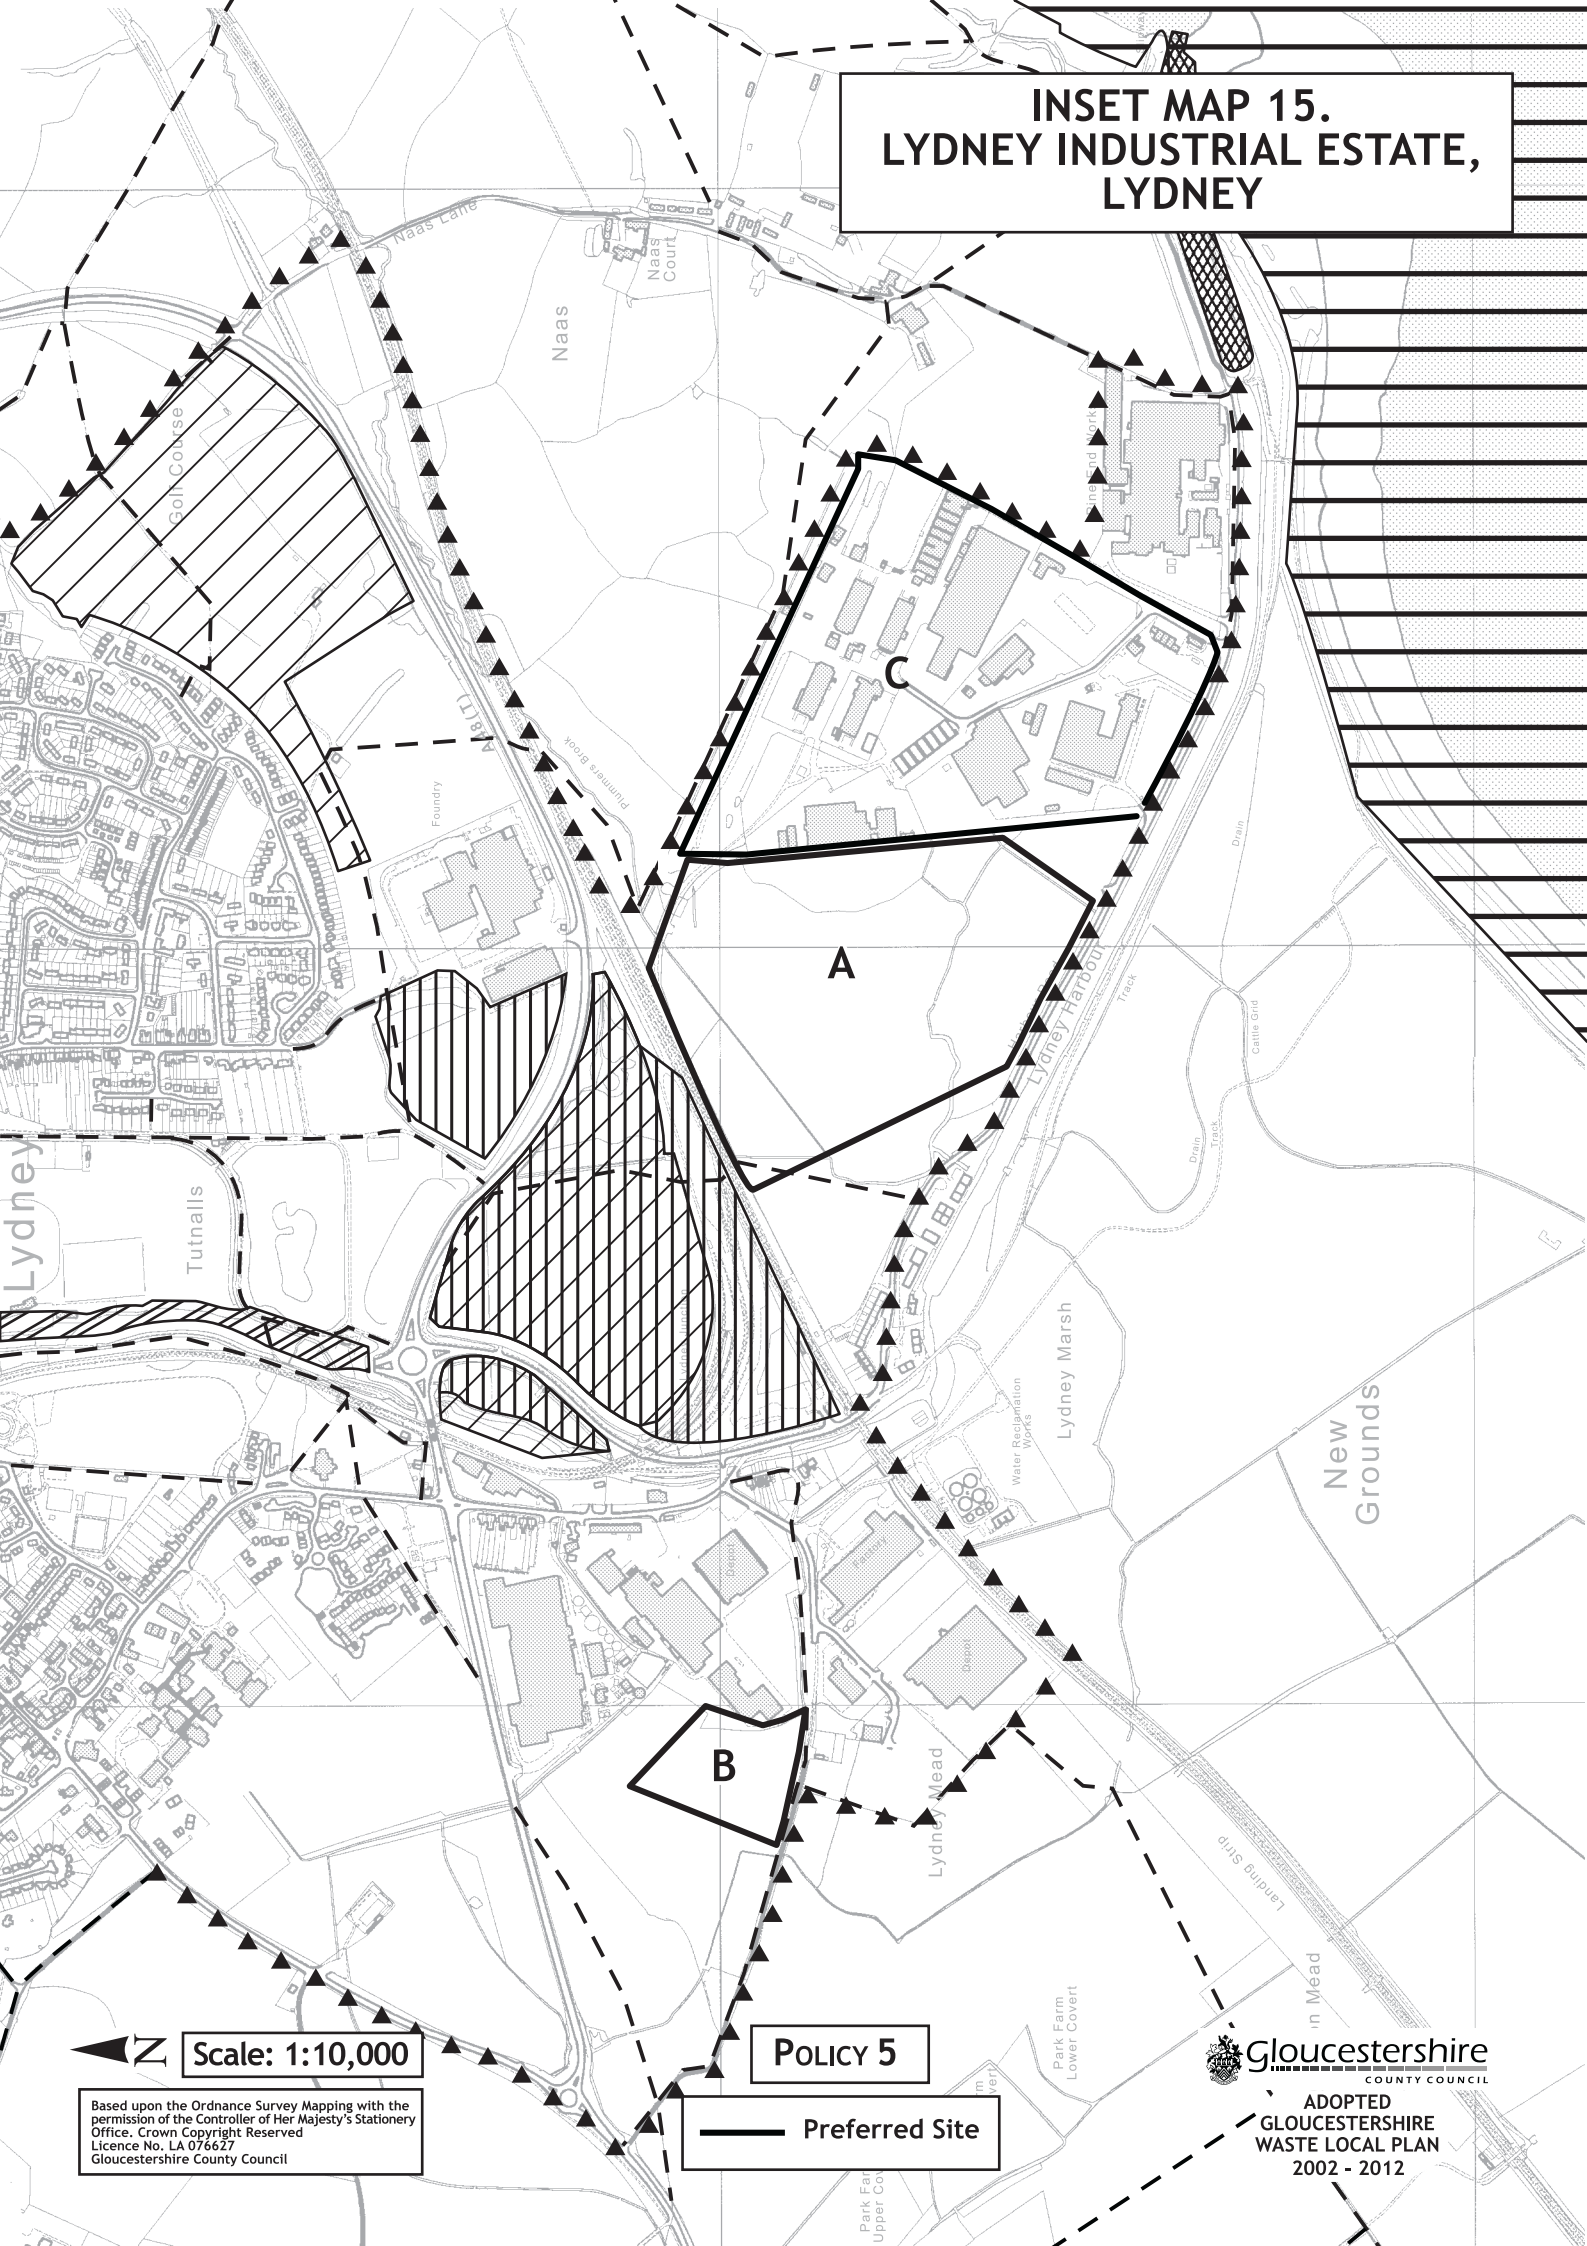 INSET MAP 15.
LYDNEY INDUSTRIAL ESTATE,
LYDNEY
Naas Lane
Naas
Court
Naas
Golf Course
Pine End Works
C
A48(T)
Plummers Brook
Foundry
Drain
A
Lydney Harbour
Track
Cattle Grid
Drain
Track
Lydney
Tutnalls
Lydney Junction
Lydney Marsh
Water Reclamation
Works
New
Grounds
Depot
Factory
Depot
B
Lydney Mead
Landing Strip
Park Farm
Lower Covert
Mead
N
Scale: 1:10,000
POLICY 5
Preferred Site
Based upon the Ordnance Survey Mapping with the
permission of the Controller of Her Majesty's Stationery
Office. Crown Copyright Reserved
Licence No. LA 076627
Gloucestershire County Council
Gloucestershire
COUNTY COUNCIL
ADOPTED
GLOUCESTERSHIRE
WASTE LOCAL PLAN
2002 - 2012